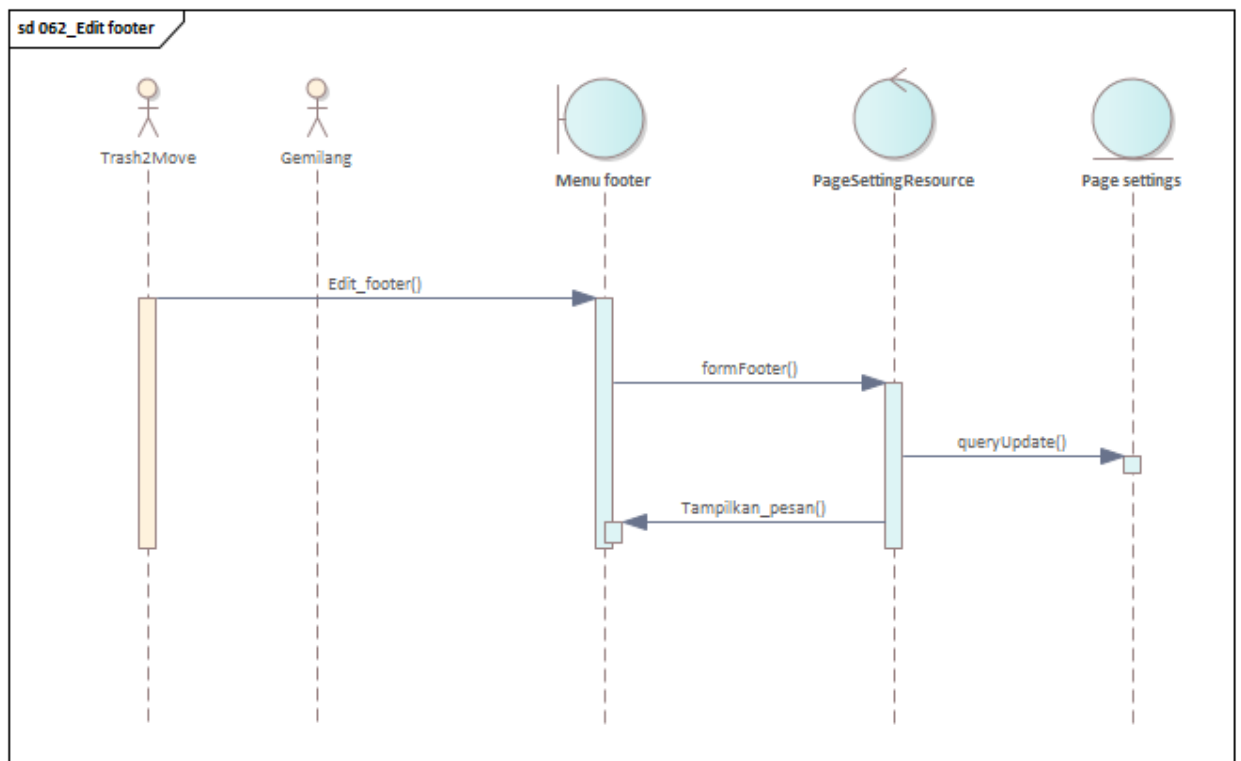 sd 062_Edit footer
Trash2Move
Gemilang
Menu footer
PageSettingResource
Page settings
Edit_footer()
formFooter()
queryUpdate()
Tampilkan_pesan()